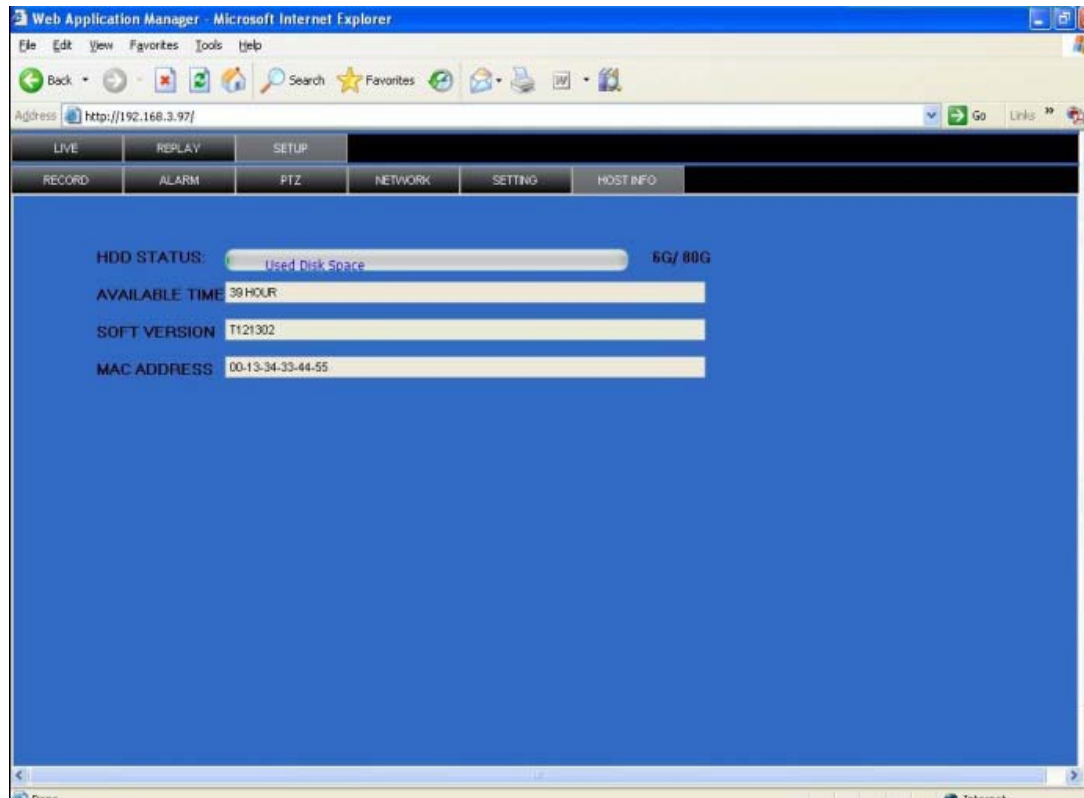 Web Application Manager - Microsoft Internet Explorer
File Edit View Favorites Tools Help
Back Search Favorites
Address http://192.168.3.97/ Go Links »
LIVE REPLAY SETUP
RECORD ALARM PTZ NETWORK SETTING HOST INFO
HDD STATUS: Used Disk Space 6G/ 80G
AVAILABLE TIME 39 HOUR
SOFT VERSION T121302
MAC ADDRESS 00-13-34-33-44-55
Done Internet